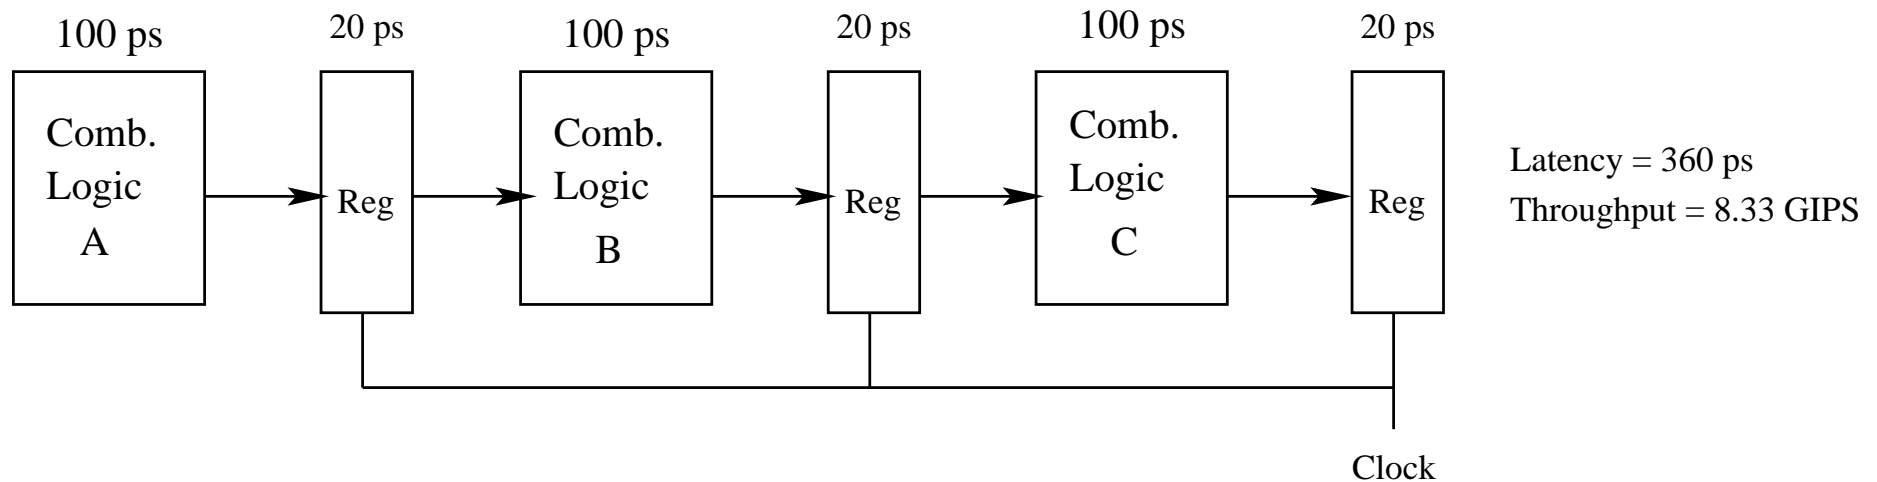 100 ps
20 ps
100 ps
20 ps
100 ps
20 ps
Comb.
Logic
A
Reg
Comb.
Logic
B
Reg
Comb.
Logic
C
Reg
Latency = 360 ps
Throughput = 8.33 GIPS
Clock